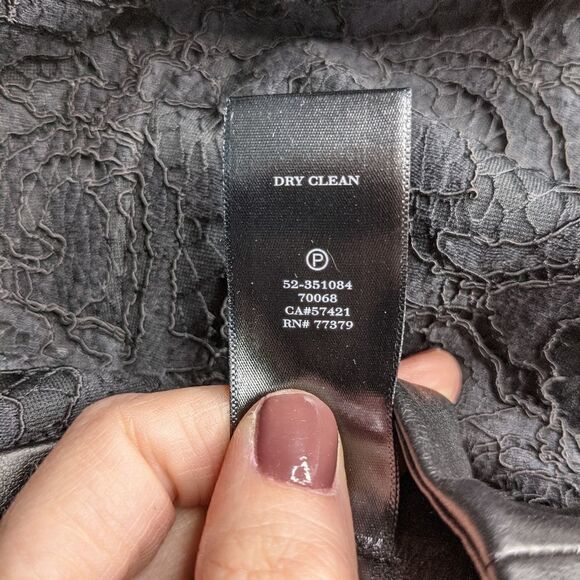 DRY CLEAN
P
52-351084
70068
CA#57421
RN# 77379